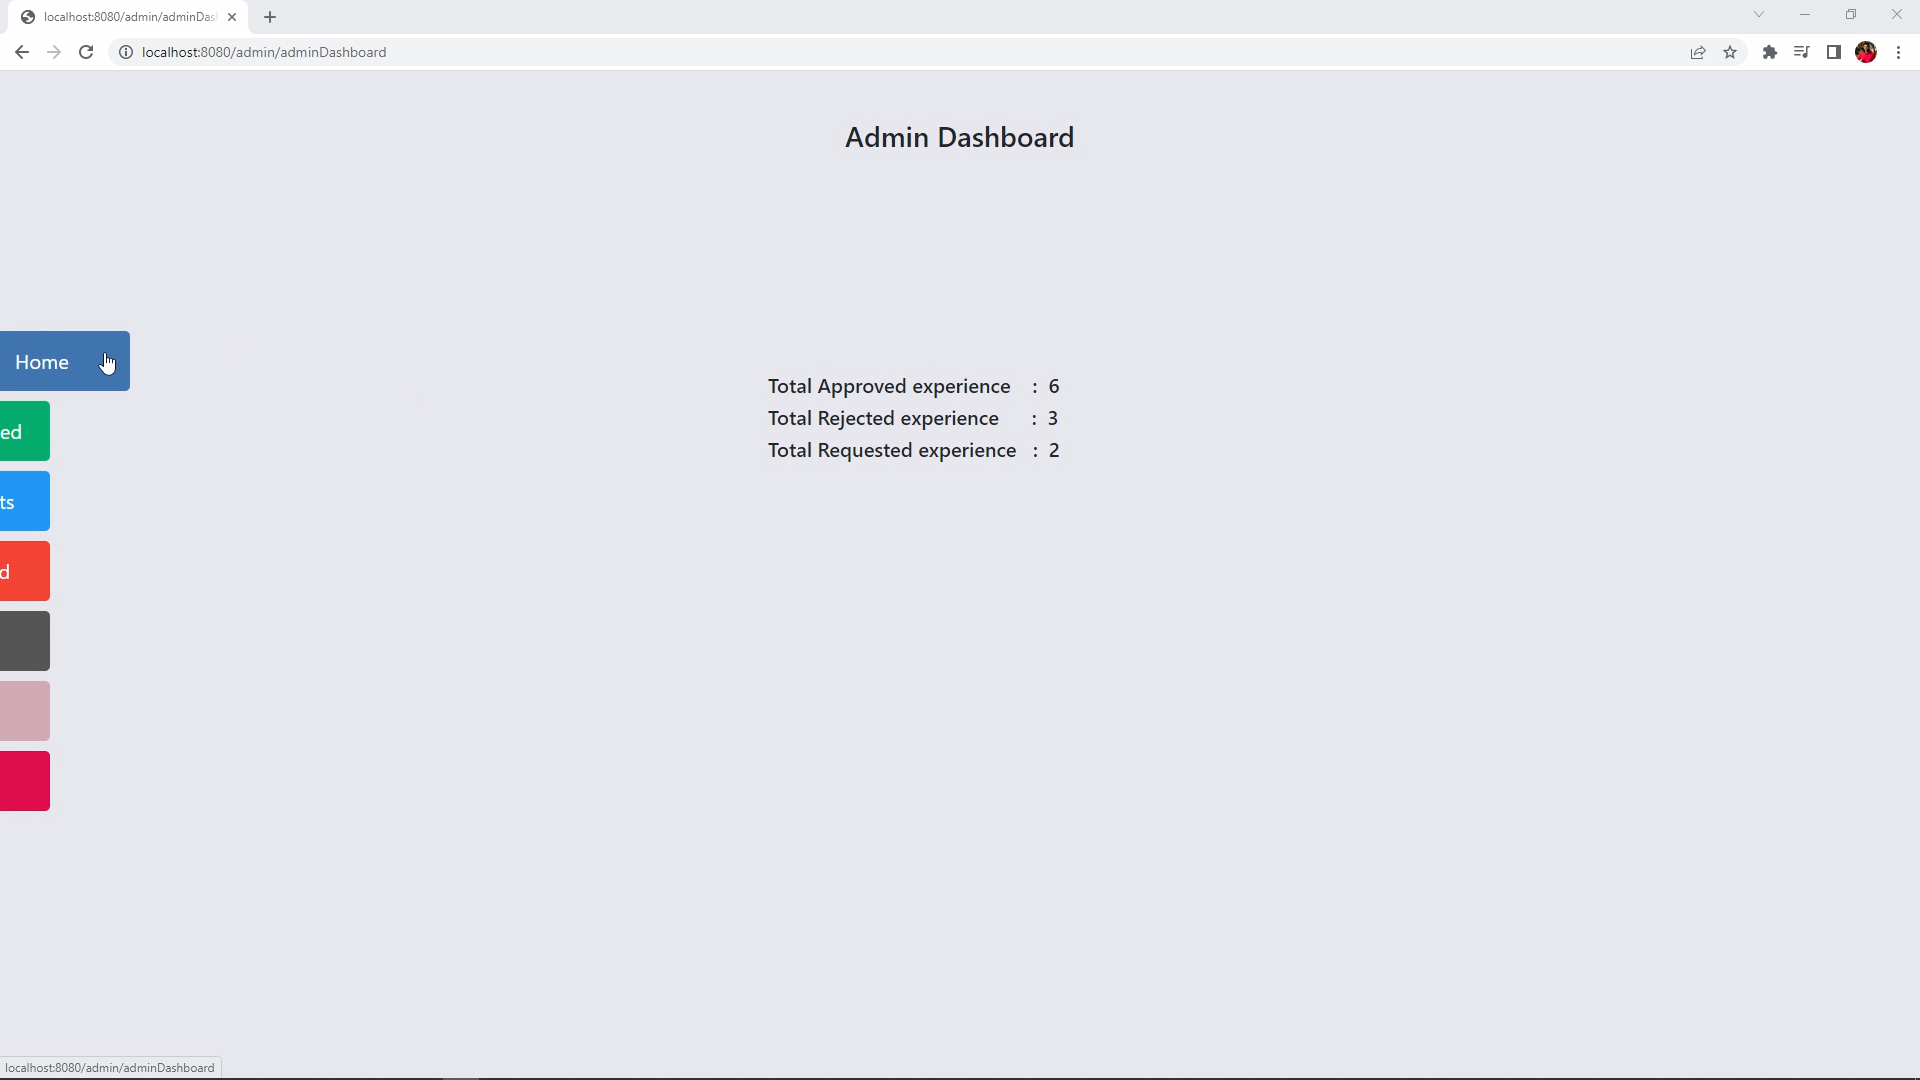 localhost:8080/admin/adminDas
localhost:8080/admin/adminDashboard
Admin Dashboard
Home
ed
ts
d
Total Approved experience : 6
Total Rejected experience : 3
Total Requested experience : 2
localhost:8080/admin/adminDashboard